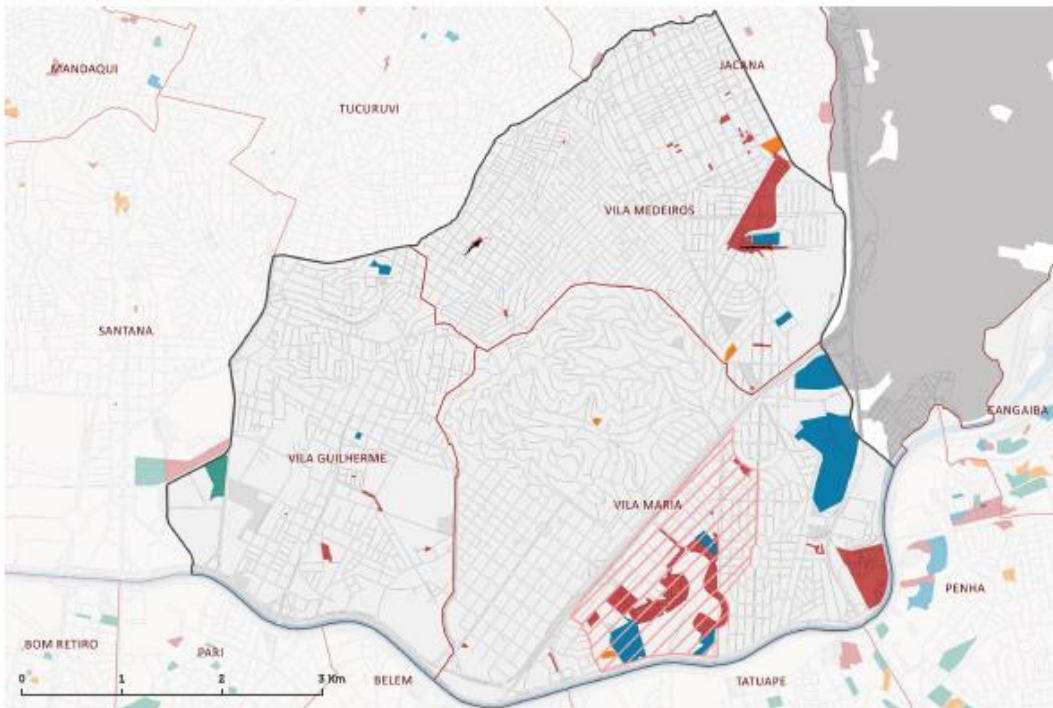 MANDAQUI
JACANA
TUCURUVI
VILA MEDEIROS
SANTANA
CANGAIBA
VILA GUILHERME
VILA MARIA
PENHA
BOM RETIRO
PARI
BELEM
TATUAPE
0 1 2 3 Km